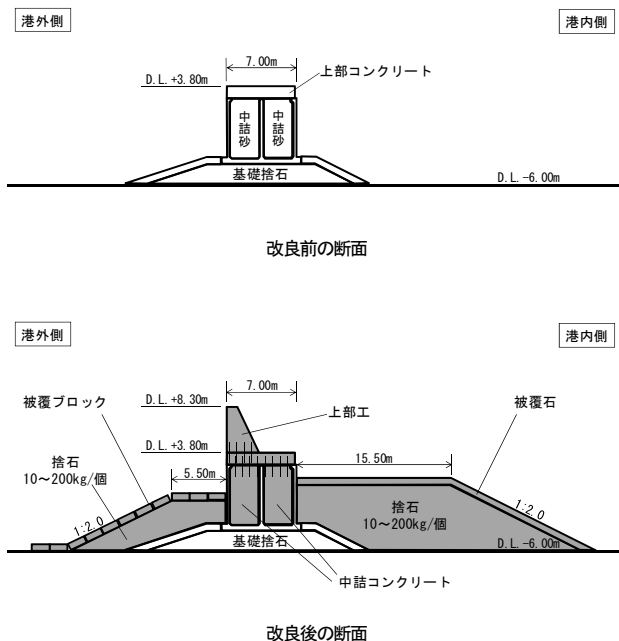 港外側
港内側
7.00m
D.L.+3.80m
上部コンクリート
中詰砂
中詰砂
基礎捨石
D.L.-6.00m
改良前の断面
港外側
港内側
7.00m
被覆ブロック
D.L.+8.30m
上部工
被覆石
捨石
10〜200kg/個
D.L.+3.80m
5.50m
15.50m
1:2.0
捨石
10〜200kg/個
1:2.0
基礎捨石
D.L.-6.00m
中詰コンクリート
改良後の断面